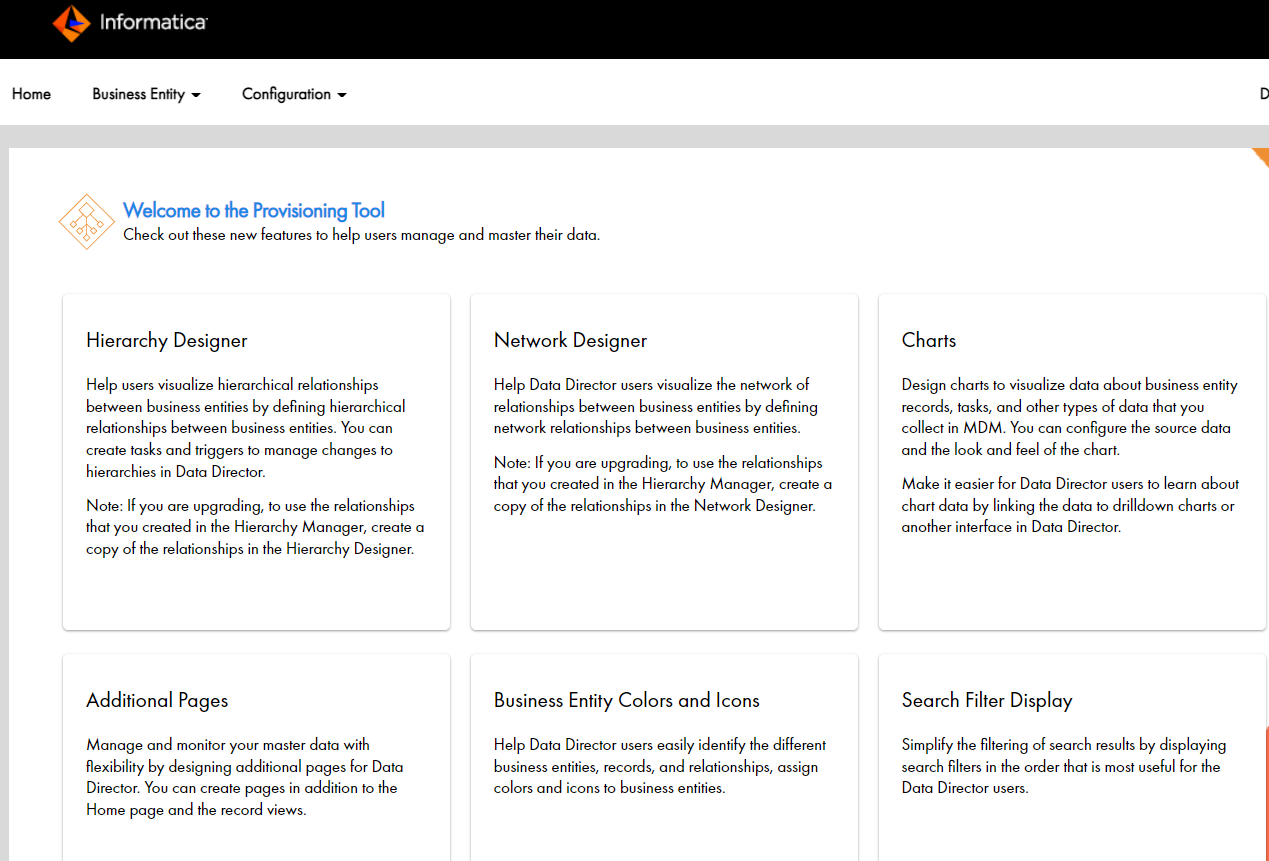 Informatica
Home
Business Entity
Configuration
D
Welcome to the Provisioning Tool
Check out these new features to help users manage and master their data.
Hierarchy Designer
Help users visualize hierarchical relationships
between business entities by defining hierarchical
relationships between business entities. You can
create tasks and triggers to manage changes to
hierarchies in Data Director.
Note: If you are upgrading, to use the relationships
that you created in the Hierarchy Manager, create a
copy of the relationships in the Hierarchy Designer.
Network Designer
Help Data Director users visualize the network of
relationships between business entities by defining
network relationships between business entities.
Note: If you are upgrading, to use the relationships
that you created in the Hierarchy Manager, create a
copy of the relationships in the Network Designer.
Charts
Design charts to visualize data about business entity
records, tasks, and other types of data that you
collect in MDM. You can configure the source data
and the look and feel of the chart.
Make it easier for Data Director users to learn about
chart data by linking the data to drilldown charts or
another interface in Data Director.
Additional Pages
Manage and monitor your master data with
flexibility by designing additional pages for Data
Director. You can create pages in addition to the
Home page and the record views.
Business Entity Colors and Icons
Help Data Director users easily identify the different
business entities, records, and relationships, assign
colors and icons to business entities.
Search Filter Display
Simplify the filtering of search results by displaying
search filters in the order that is most useful for the
Data Director users.